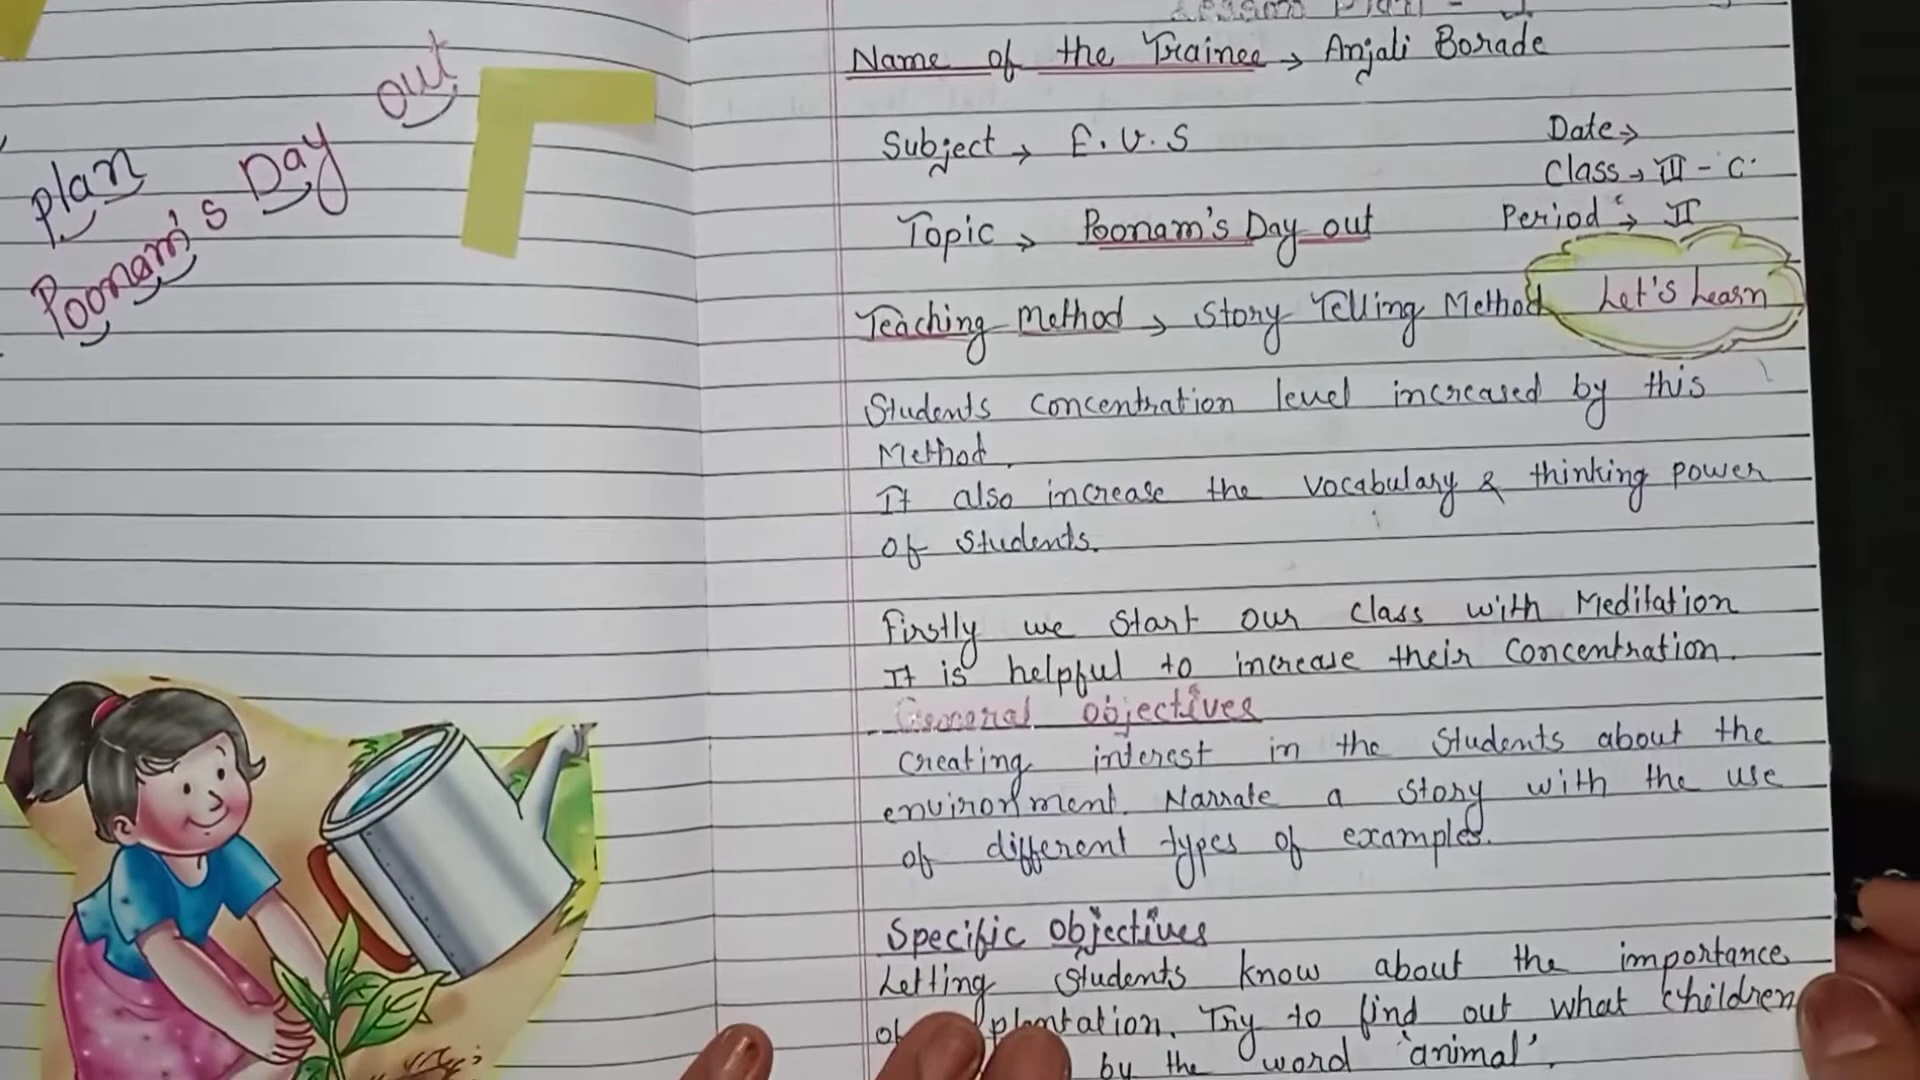 plan
Poonam's Day out
Lesson Plan -
Name of the Trainee → Anjali Borade
Subject → E.V.S
Date →
Class → III - C.
Topic → Poonam's Day out
Period → II
Teaching Method → Story Telling Method
Let's Learn
Students concentration level increased by this
Method.
It also increase the vocabulary & thinking power
of students.
Firstly we start our class with Meditation
It is helpful to increase their concentration.
General objectives
creating interest in the students about the
environment. Narrate a story with the use
of different types of examples.
Specific objectives
Letting students know about the importance
of plantation. Try to find out what children
by the word 'animal'.